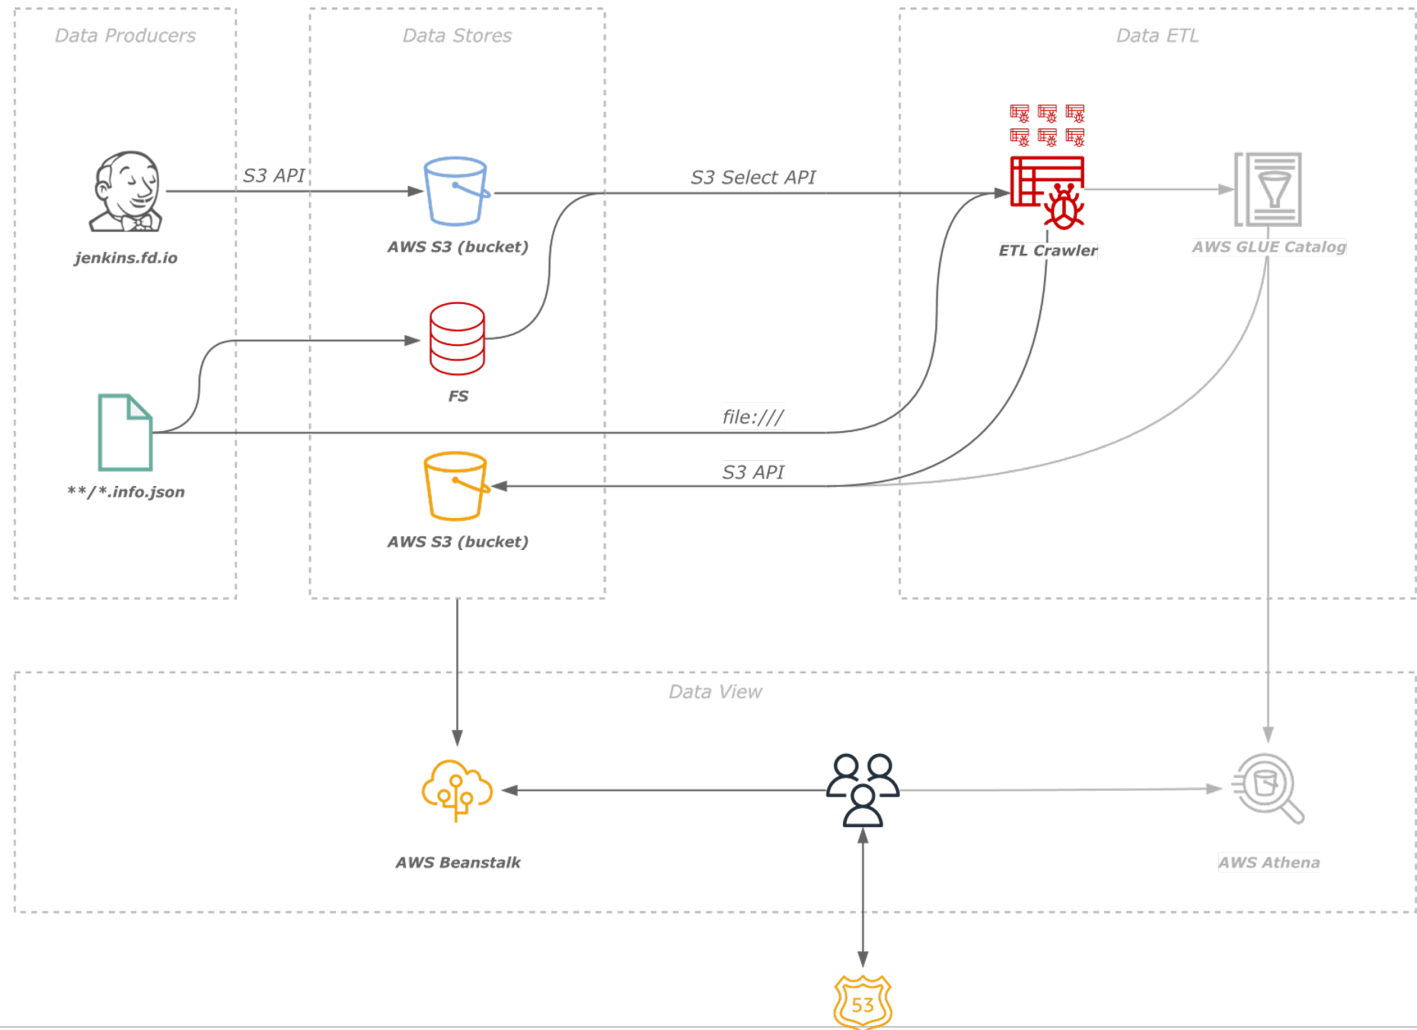 Data Producers
Data Stores
Data ETL
S3 API
S3 Select API
jenkins.fd.io
AWS S3 (bucket)
ETL Crawler
AWS GLUE Catalog
FS
file:///
S3 API
**/*.info.json
AWS S3 (bucket)
Data View
AWS Beanstalk
AWS Athena
53